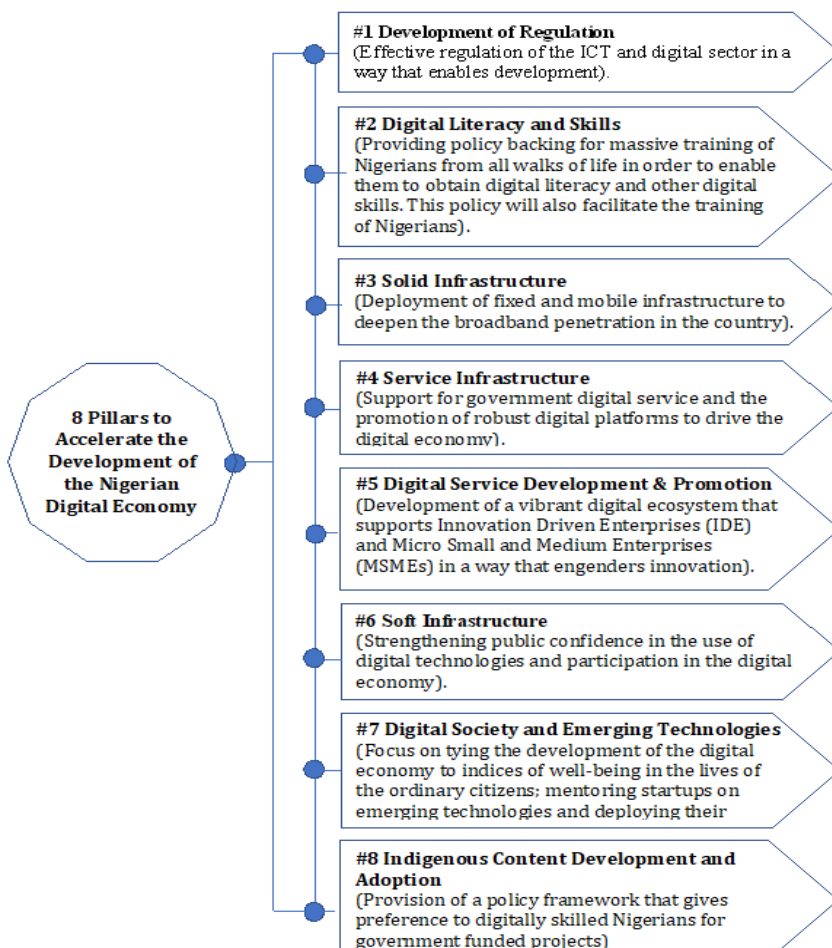 8 Pillars to
Accelerate the
Development of
the Nigerian
Digital Economy
#1 Development of Regulation
(Effective regulation of the ICT and digital sector in a
way that enables development).
#2 Digital Literacy and Skills
(Providing policy backing for massive training of
Nigerians from all walks of life in order to enable
them to obtain digital literacy and other digital
skills. This policy will also facilitate the training
of Nigerians).
#3 Solid Infrastructure
(Deployment of fixed and mobile infrastructure to
deepen the broadband penetration in the country).
#4 Service Infrastructure
(Support for government digital service and the
promotion of robust digital platforms to drive the
digital economy).
#5 Digital Service Development & Promotion
(Development of a vibrant digital ecosystem that
supports Innovation Driven Enterprises (IDE)
and Micro Small and Medium Enterprises
(MSMEs) in a way that engenders innovation).
#6 Soft Infrastructure
(Strengthening public confidence in the use of
digital technologies and participation in the digital
economy).
#7 Digital Society and Emerging Technologies
(Focus on tying the development of the digital
economy to indices of well-being in the lives of
the ordinary citizens; mentoring startups on
emerging technologies and deploying their
#8 Indigenous Content Development and
Adoption
(Provision of a policy framework that gives
preference to digitally skilled Nigerians for
government funded projects)